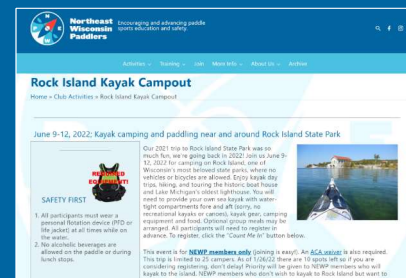 Northeast
Wisconsin
Paddlers
Encouraging and advancing paddle
sports education and safety.
Activities
Training
Join
More Info
About Us
Archive
Rock Island Kayak Campout
Home » Club Activities » Rock Island Kayak Campout
June 9-12, 2022; Kayak camping and paddling near and around Rock Island State Park
REQUIRED
EQUIPMENT!
SAFETY FIRST
1. All participants must wear a
personal flotation device (PFD or
life jacket) at all times while on
the water.
2. No alcoholic beverages are
allowed on the paddle or during
lunch stops.
Our 2021 trip to Rock Island State Park was so
much fun, we're going back in 2022! Join us June 9-
12, 2022 for camping on Rock Island, one of
Wisconsin's most beloved state parks, where no
vehicles or bicycles are allowed. Enjoy kayak day
trips, hiking, and touring the historic boat house
and Lake Michigan's oldest lighthouse. You will
need to provide your own sea kayak with water-
tight compartments fore and aft (sorry, no
recreational kayaks or canoes), kayak gear, camping
equipment and food. Optional group meals may be
arranged. All participants will need to register in
advance. To register, click the "Count Me In" button below.
This event is for NEWP members only (joining is easy!). An ACA waiver is also required.
This trip is limited to 25 campers. As of 1/26/22 there are 10 spots left so if you are
considering registering, don't delay! Priority will be given to NEWP members who will
kayak to the island. NEWP members who don't wish to kayak to Rock Island but want to